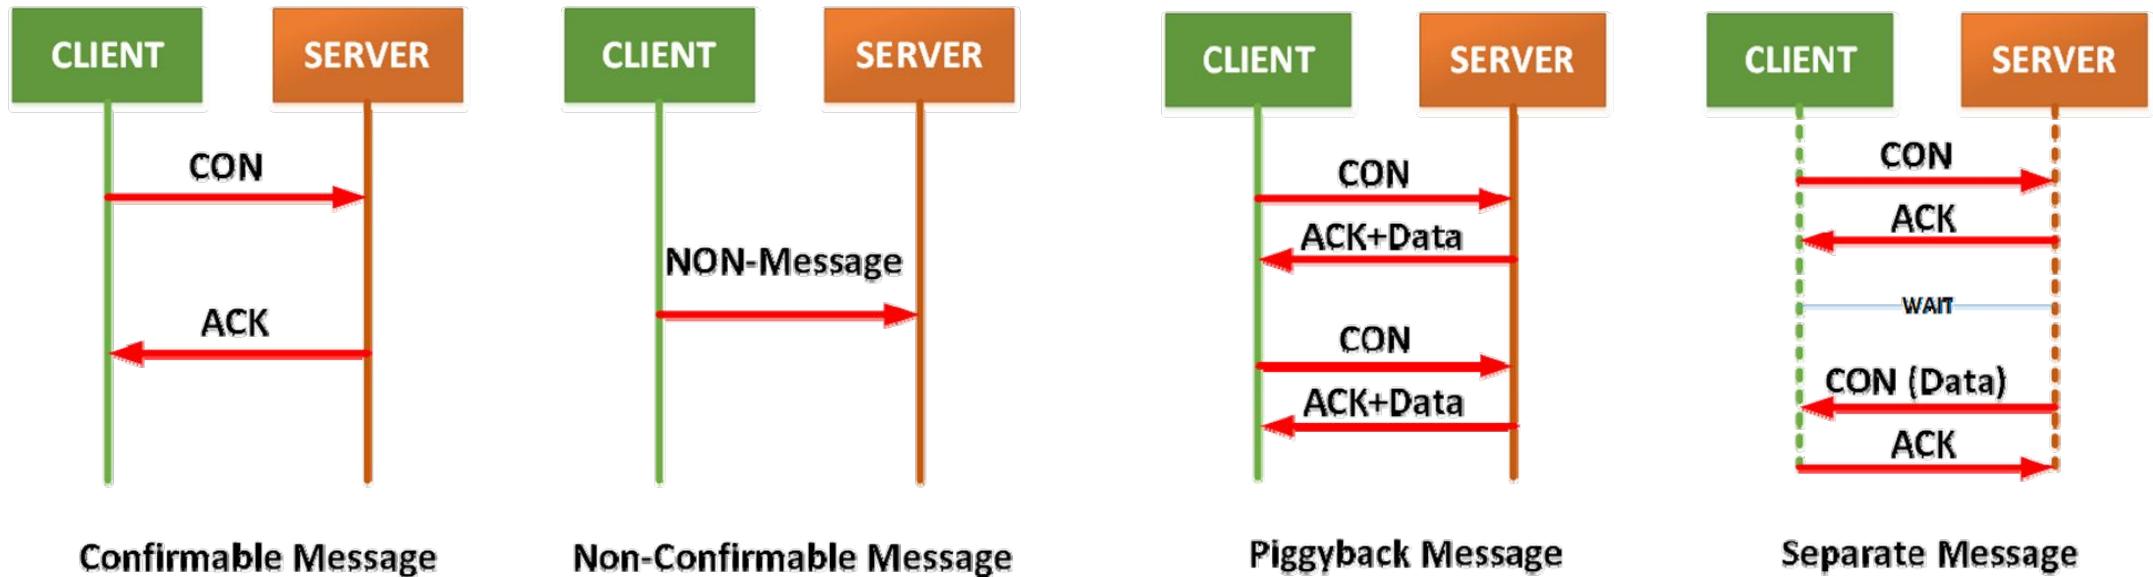 CLIENT
SERVER
CON
ACK
Confirmable Message
CLIENT
SERVER
NON-Message
Non-Confirmable Message
CLIENT
SERVER
CON
ACK+Data
CON
ACK+Data
Piggyback Message
CLIENT
SERVER
CON
ACK
WAIT
CON (Data)
ACK
Separate Message